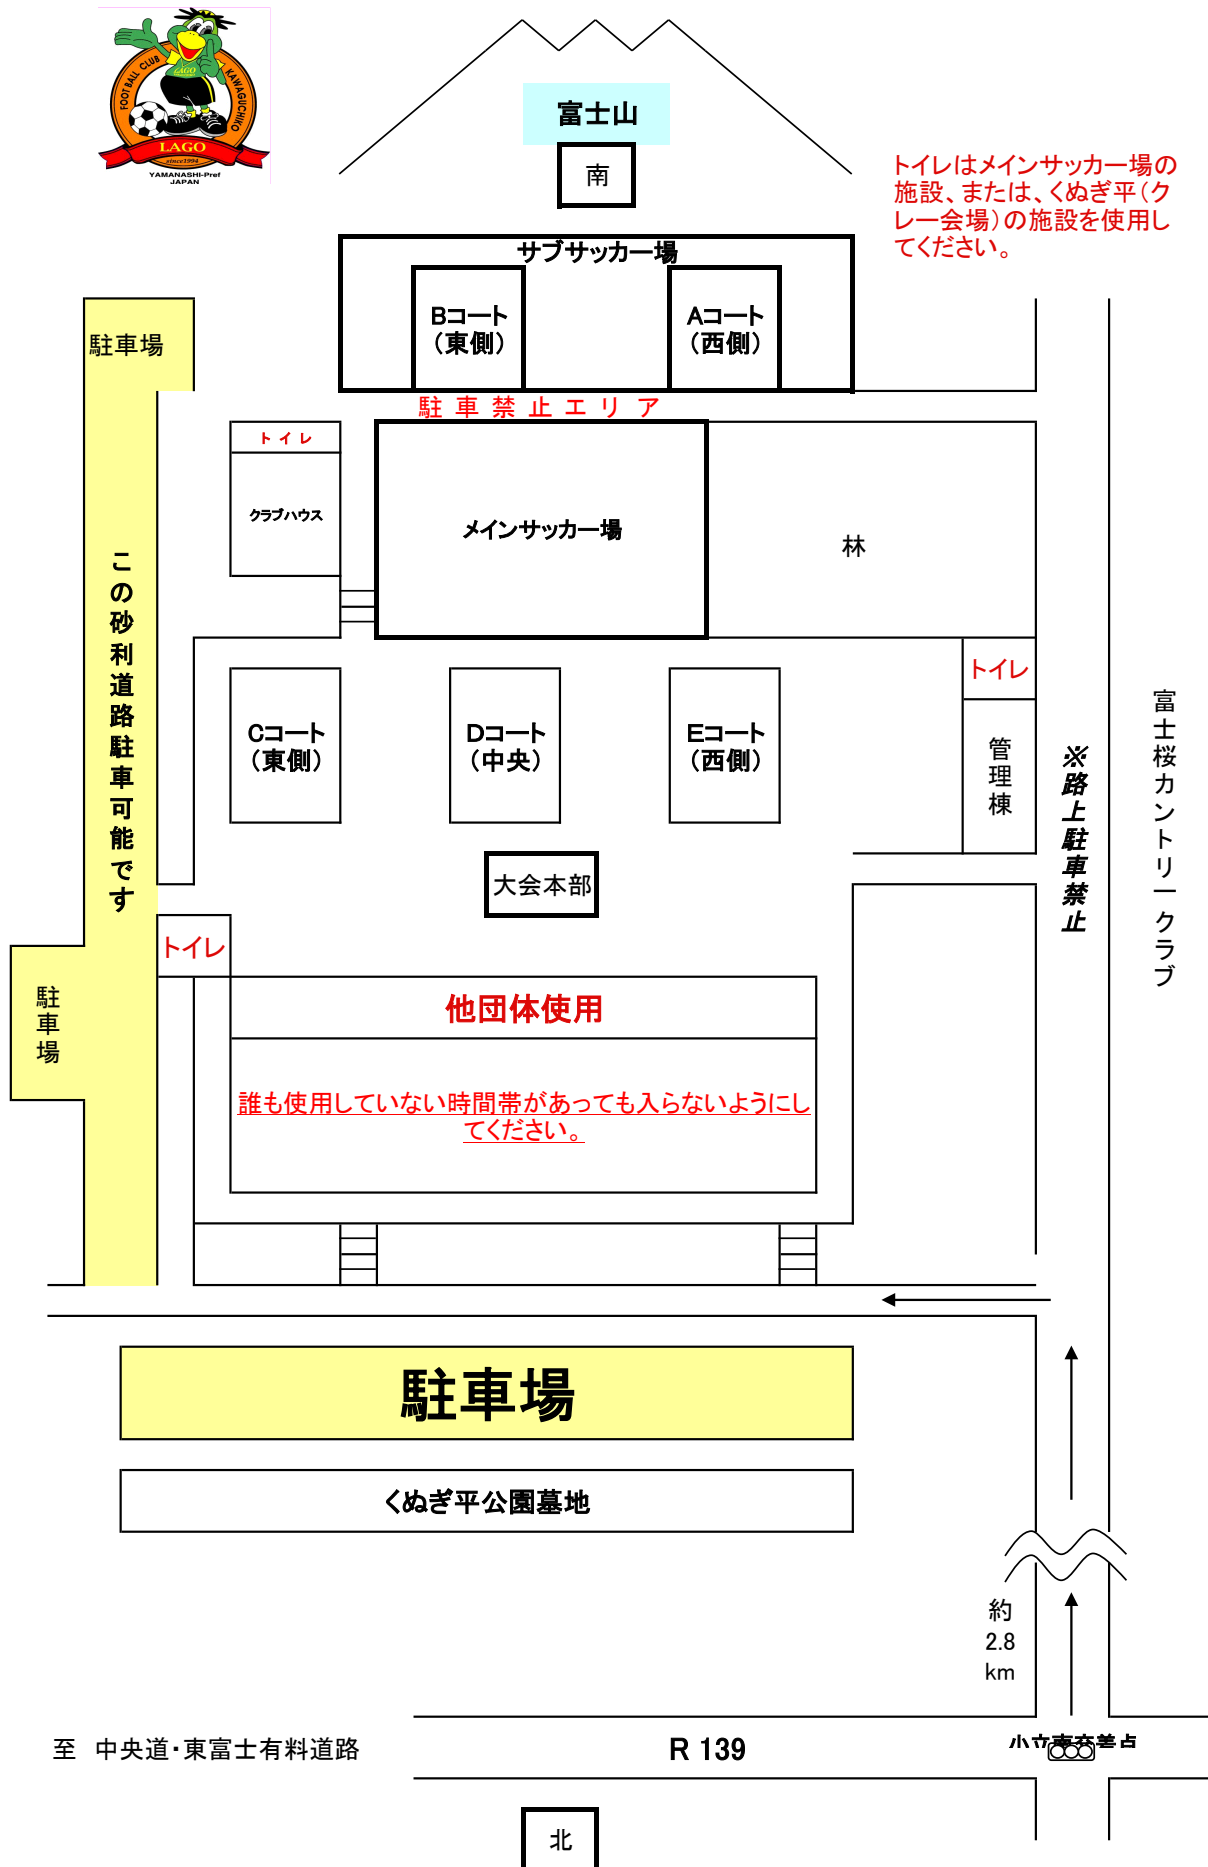 FOOT BALL CLUB
KAWAGUCHIKO
LAGO
LAGO
since1994
YAMANASHI-Pref
JAPAN
富士山
南
トイレはメインサッカー場の
施設、または、くぬぎ平（ク
レー会場）の施設を使用し
てください。
サブサッカー場
Bコート
（東側）
Aコート
（西側）
駐車場
駐車禁止エリア
トイレ
クラブハウス
メインサッカー場
林
この砂利道路駐車可能です
Cコート
（東側）
Dコート
（中央）
Eコート
（西側）
トイレ
管理棟
※路上駐車禁止
富士桜カントリークラブ
大会本部
トイレ
駐車場
他団体使用
誰も使用していない時間帯があっても入らないようにし
てください。
駐車場
くぬぎ平公園墓地
約
2.8
km
至　中央道・東富士有料道路
R 139
小立南交差点
北